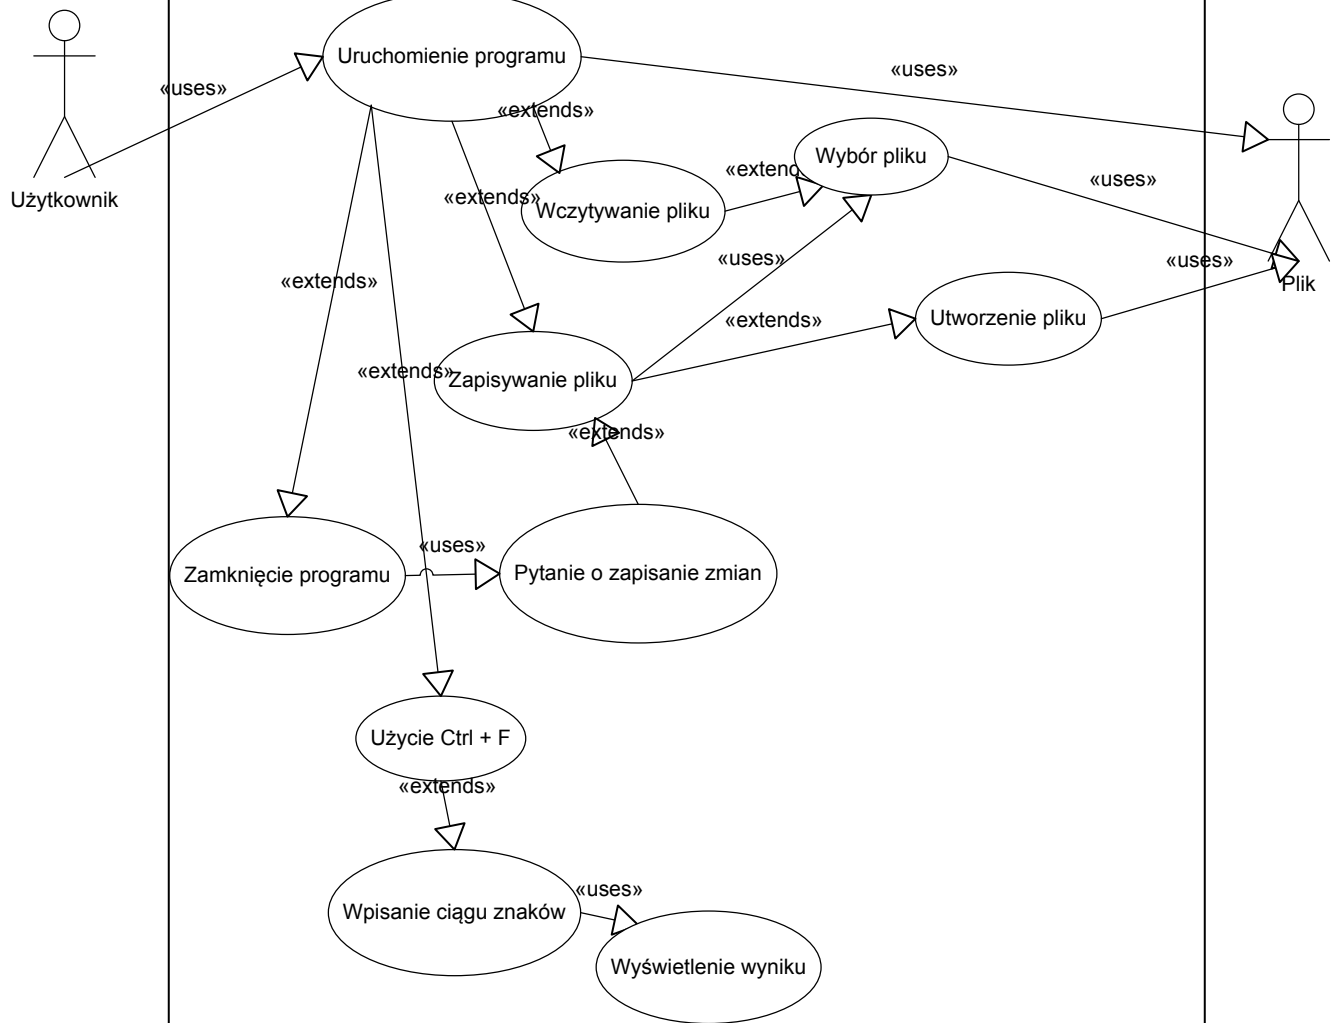 Uruchomienie programu
«uses»
«uses»
«extends»
Wybór pliku
«extend
«uses»
Użytkownik
«extends»
Wczytywanie pliku
«uses»
«uses»
«extends»
Plik
«extends»
Utworzenie pliku
«extends»
Zapisywanie pliku
«extends»
«uses»
Zamknięcie programu
Pytanie o zapisanie zmian
Użycie Ctrl + F
«extends»
«uses»
Wpisanie ciągu znaków
Wyświetlenie wyniku